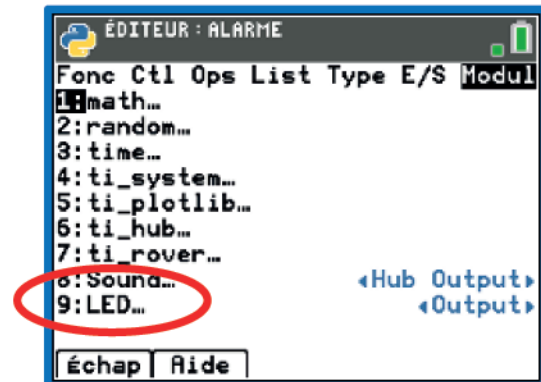 ÉDITEUR : ALARME
Fonc Ctl Ops List Type E/S Modul
1:math…
2:random…
3:time…
4:ti_system…
5:ti_plotlib…
6:ti_hub…
7:ti_rover…
8:Sound… ◂Hub Output▸
9:LED… ◂Output▸
Échap Aide